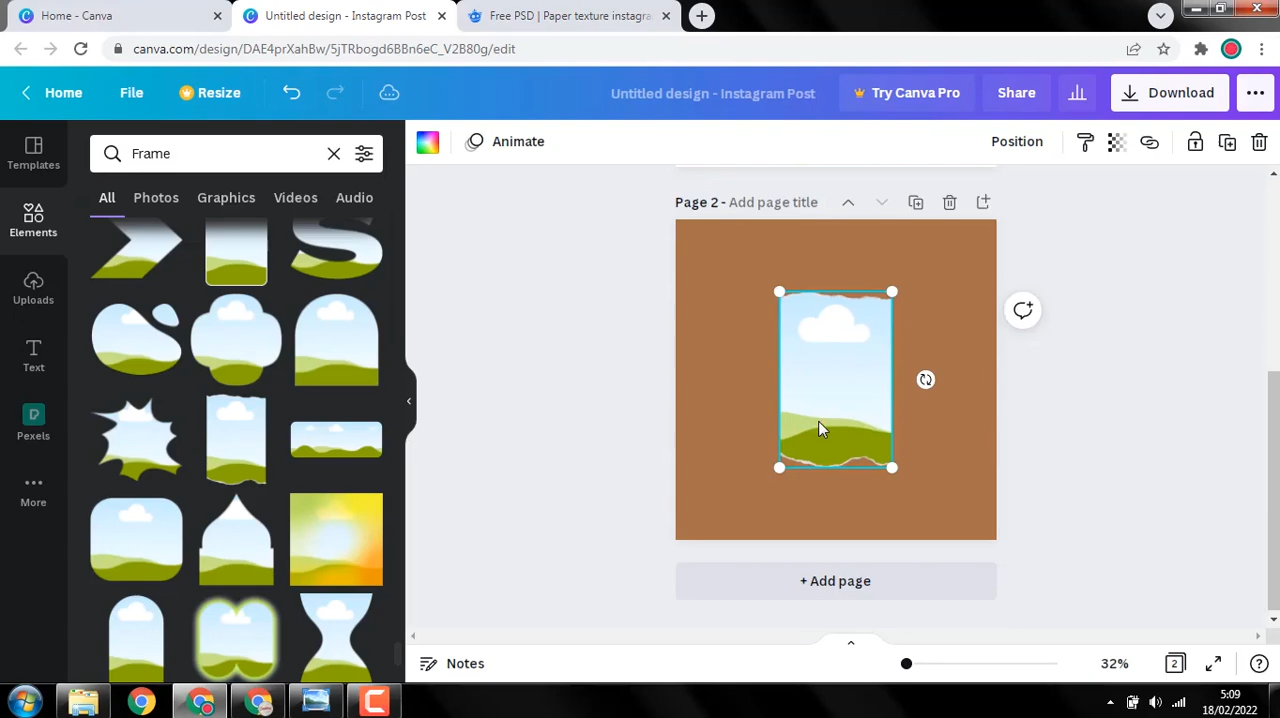 Home - Canva
Untitled design - Instagram Post
Free PSD | Paper texture instagra
canva.com/design/DAE4prXahBw/5jTRbogd6BBn6eC_V2B80g/edit
Home
File
Resize
Untitled design - Instagram Post
Try Canva Pro
Share
Download
Templates
Elements
Uploads
Text
Pexels
More
Frame
All
Photos
Graphics
Videos
Audio
Animate
Position
Page 2 - Add page title
+ Add page
Notes
32%
2
5:09
18/02/2022